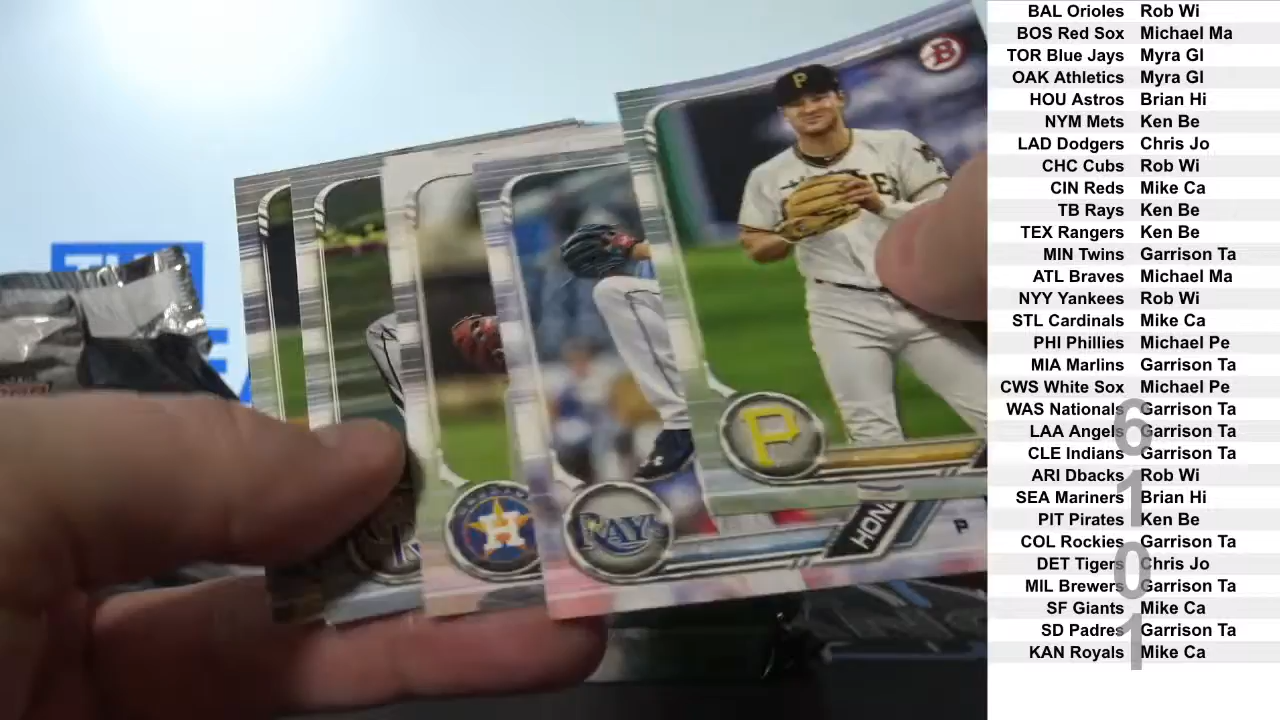 BAL Orioles Rob Wi
BOS Red Sox Michael Ma
TOR Blue Jays Myra Gl
OAK Athletics Myra Gl
HOU Astros Brian Hi
NYM Mets Ken Be
LAD Dodgers Chris Jo
CHC Cubs Rob Wi
CIN Reds Mike Ca
TB Rays Ken Be
TEX Rangers Ken Be
MIN Twins Garrison Ta
ATL Braves Michael Ma
NYY Yankees Rob Wi
STL Cardinals Mike Ca
PHI Phillies Michael Pe
MIA Marlins Garrison Ta
CWS White Sox Michael Pe
WAS Nationals Garrison Ta
LAA Angels Garrison Ta
CLE Indians Garrison Ta
ARI Dbacks Rob Wi
SEA Mariners Brian Hi
PIT Pirates Ken Be
COL Rockies Garrison Ta
DET Tigers Chris Jo
MIL Brewers Garrison Ta
SF Giants Mike Ca
SD Padres Garrison Ta
KAN Royals Mike Ca
6
1
0
1
B
P
P
H
RAYS
HON
P